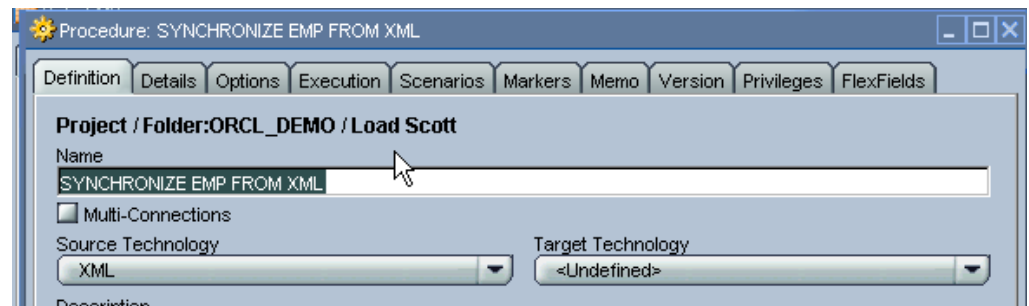 Procedure: SYNCHRONIZE EMP FROM XML
Definition Details Options Execution Scenarios Markers Memo Version Privileges FlexFields
Project / Folder:ORCL_DEMO / Load Scott
Name
SYNCHRONIZE EMP FROM XML
Multi-Connections
Source Technology Target Technology
XML <Undefined>
Description